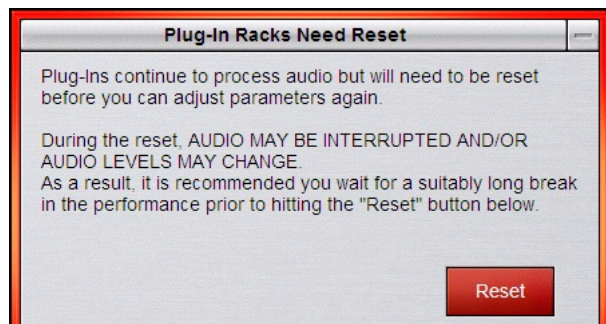 Plug-In Racks Need Reset
Plug-Ins continue to process audio but will need to be reset
before you can adjust parameters again.
During the reset, AUDIO MAY BE INTERRUPTED AND/OR
AUDIO LEVELS MAY CHANGE.
As a result, it is recommended you wait for a suitably long break
in the performance prior to hitting the "Reset" button below.
Reset